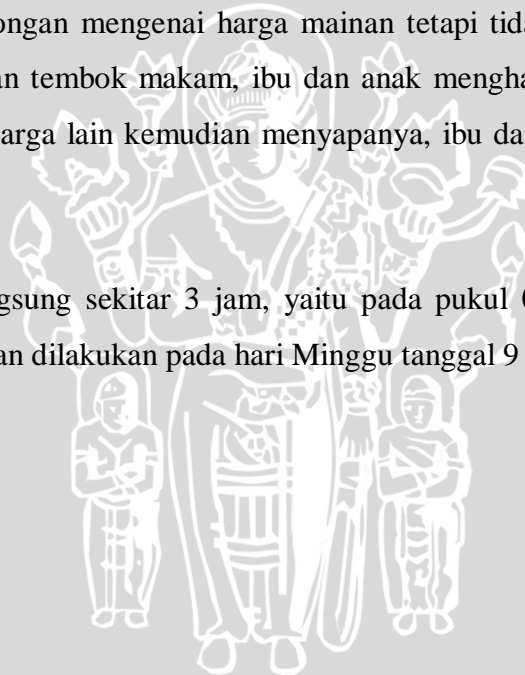 ongan mengenai harga mainan tetapi tida
n tembok makam, ibu dan anak mengha
arga lain kemudian menyapanya, ibu da
gsung sekitar 3 jam, yaitu pada pukul
an dilakukan pada hari Minggu tanggal 9